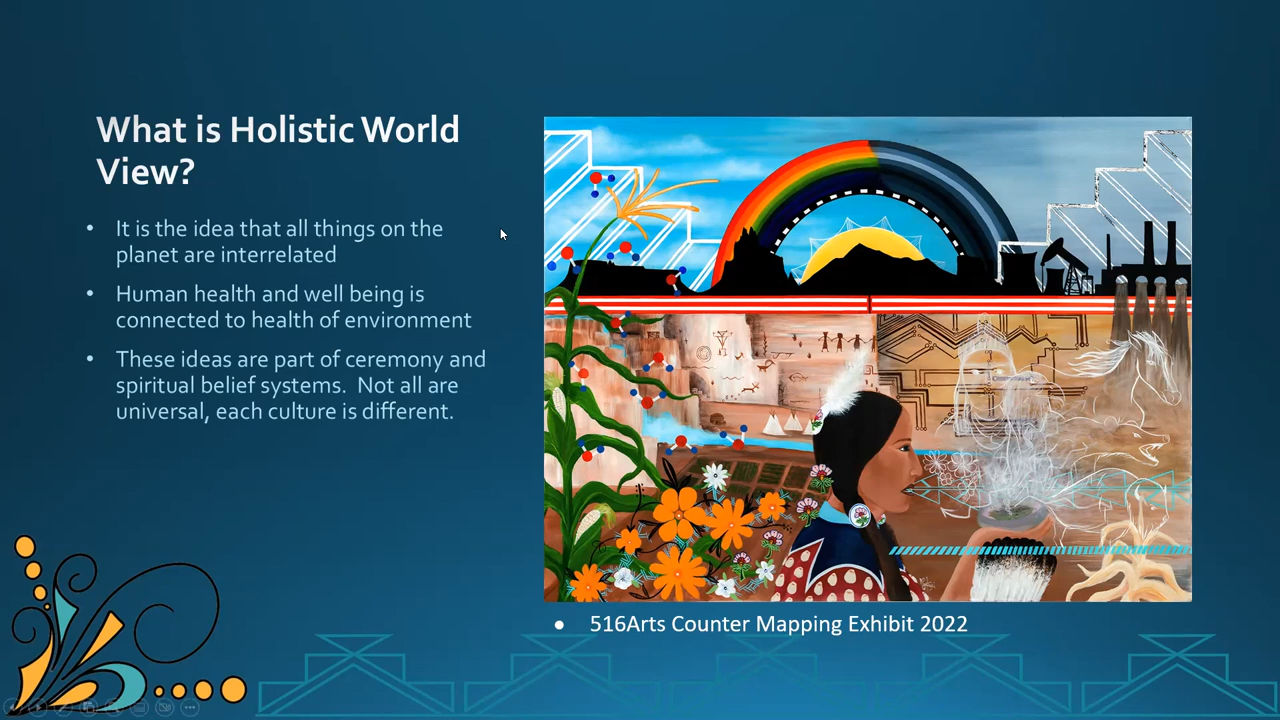 What is Holistic World
View?
• It is the idea that all things on the
planet are interrelated
• Human health and well being is
connected to health of environment
• These ideas are part of ceremony and
spiritual belief systems.  Not all are
universal, each culture is different.
• 516Arts Counter Mapping Exhibit 2022